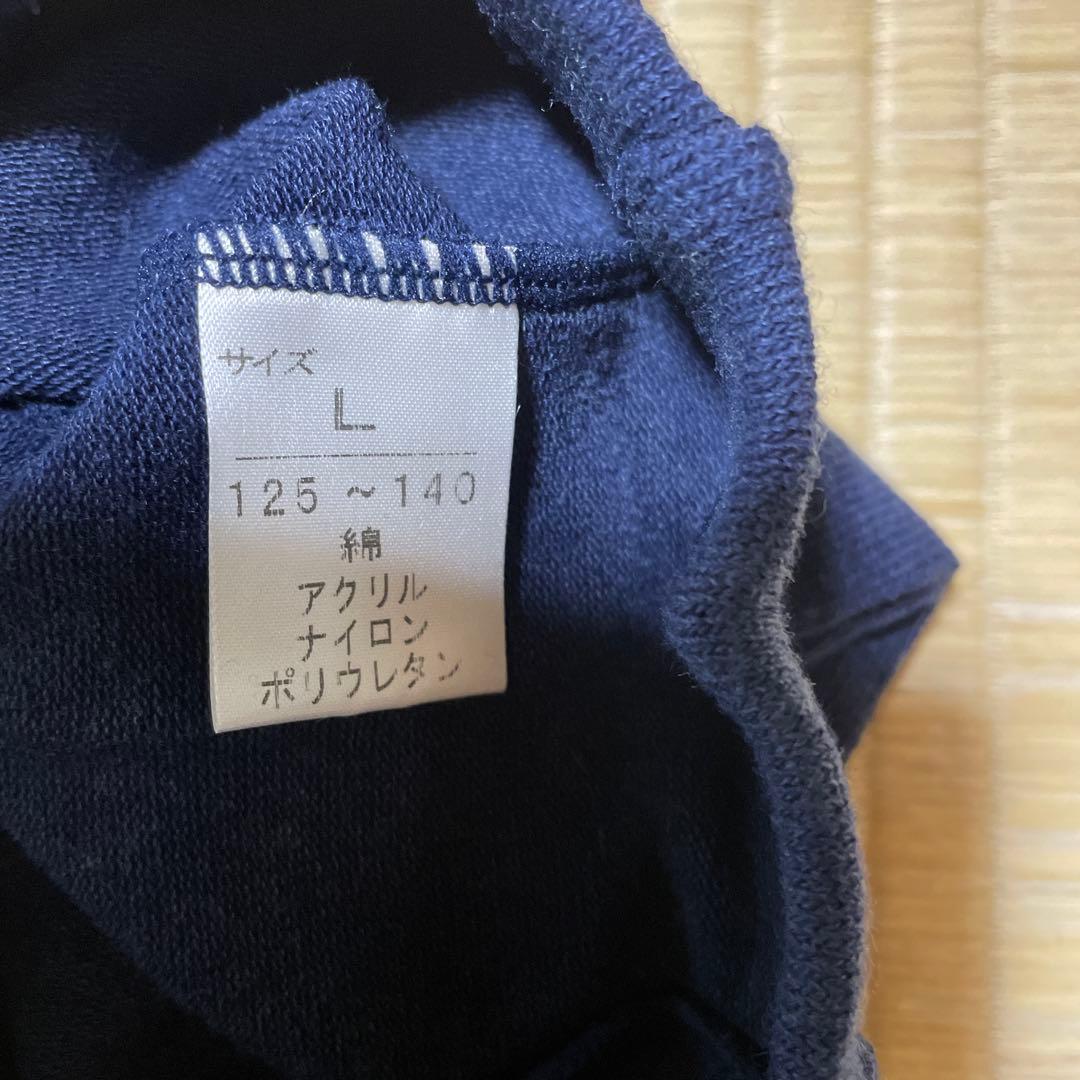 サイズ
L
125～140
綿
アクリル
ナイロン
ポリウレタン